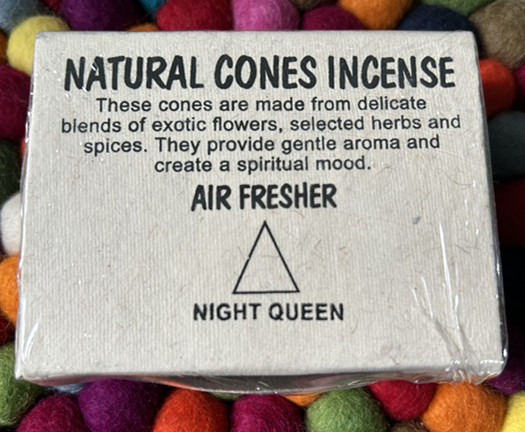 NATURAL CONES INCENSE
These cones are made from delicate
blends of exotic flowers, selected herbs and
spices. They provide gentle aroma and
create a spiritual mood.
AIR FRESHER
NIGHT QUEEN